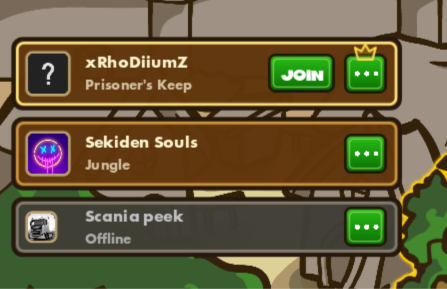 ?
xRhoDiiumZ
Prisoner's Keep
JOIN
...
Sekiden Souls
Jungle
...
Scania peek
Offline
...